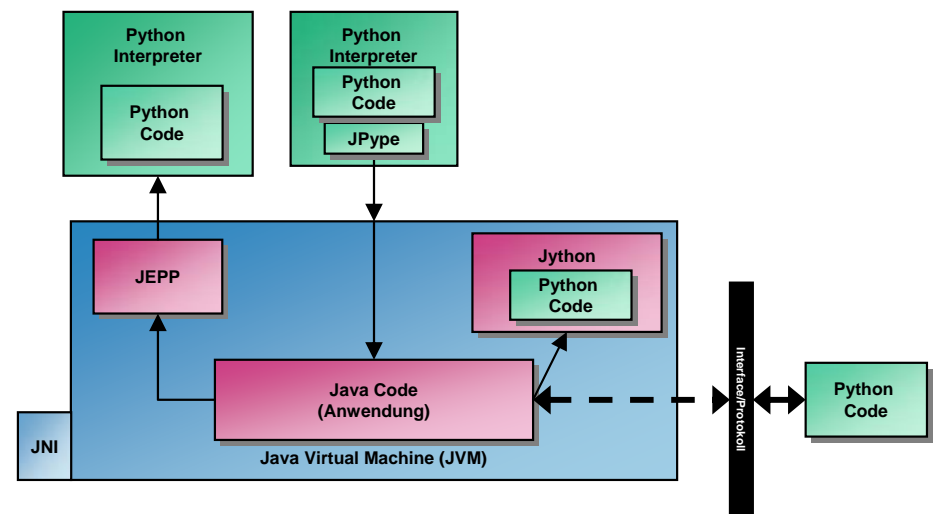 Python
Interpreter
Python
Code
Python
Interpreter
Python
Code
JPype
JEPP
Jython
Python
Code
Java Code
(Anwendung)
Interface/Protokoll
Python
Code
JNI
Java Virtual Machine (JVM)